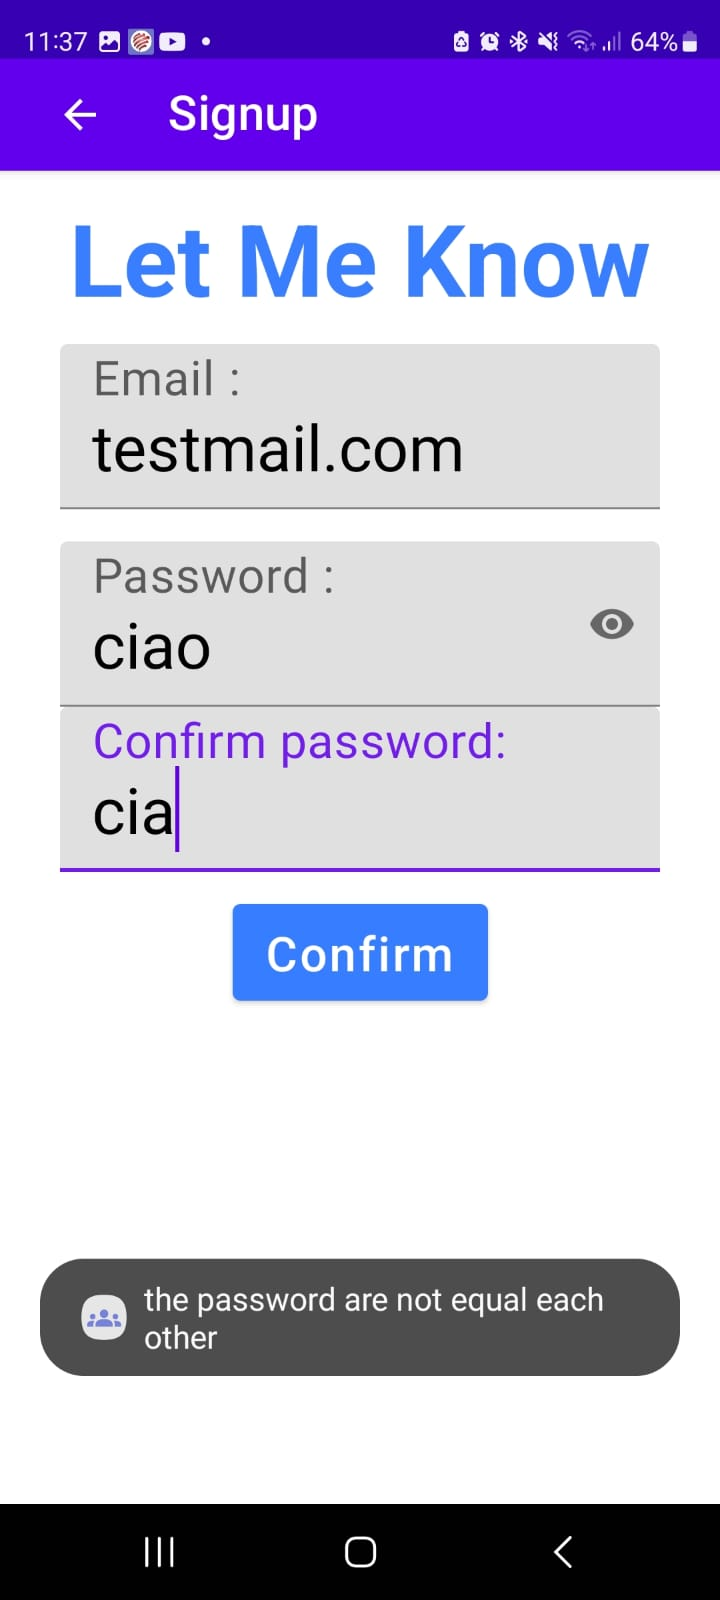 11:37 64%
Signup
Let Me Know
Email :
testmail.com
Password :
ciao
Confirm password:
cia
Confirm
the password are not equal each
other